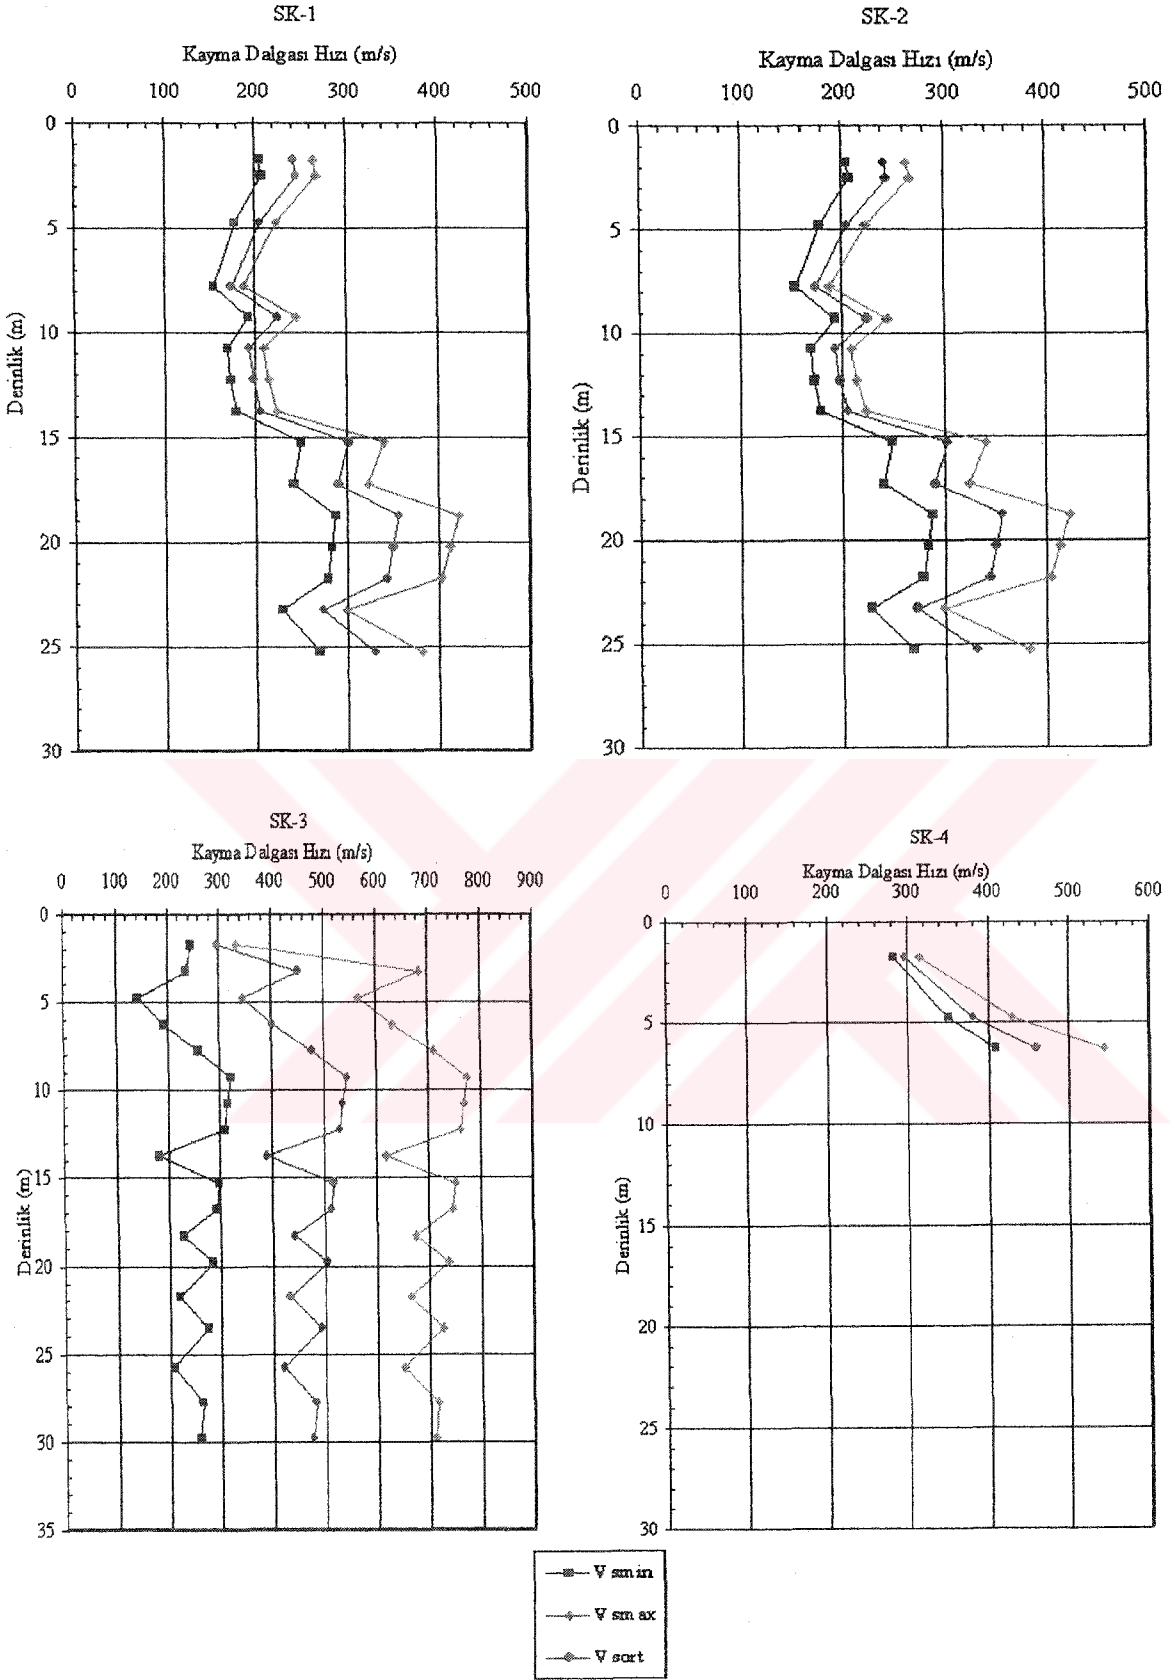 SK-1
Kayma Dalgası Hızı (m/s)
0 100 200 300 400 500
0
5
10
15
20
25
30
Derinlik (m)
SK-2
Kayma Dalgası Hızı (m/s)
0 100 200 300 400 500
0
5
10
15
20
25
30
Derinlik (m)
SK-3
Kayma Dalgası Hızı (m/s)
0 100 200 300 400 500 600 700 800 900
0
5
10
15
20
25
30
35
Derinlik (m)
SK-4
Kayma Dalgası Hızı (m/s)
0 100 200 300 400 500 600
0
5
10
15
20
25
30
Derinlik (m)
V smin
V smax
V sort